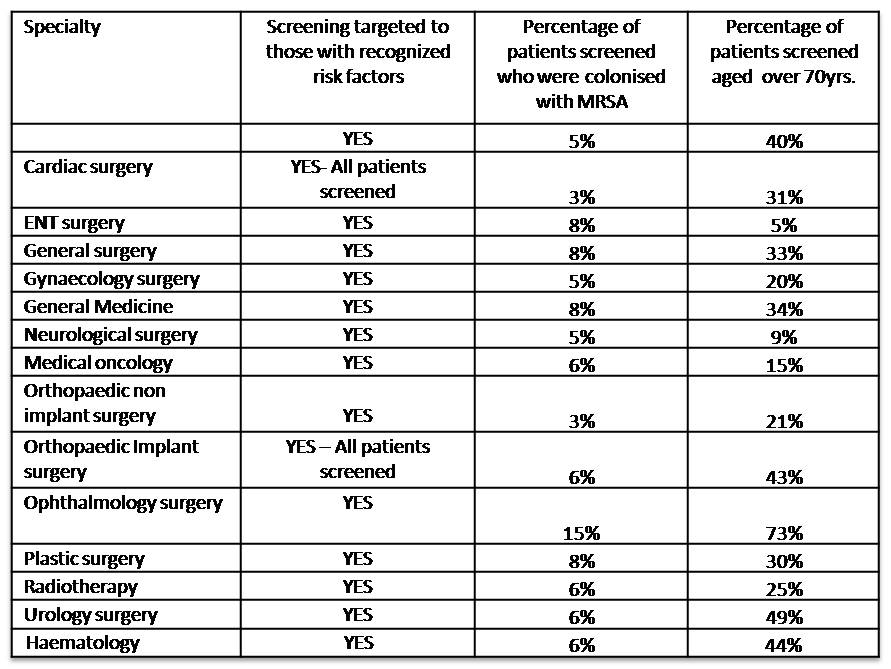 Specialty
Screening targeted to
those with recognized
risk factors
Percentage of
patients screened
who were colonised
with MRSA
Percentage of
patients screened
aged over 70yrs.
YES 5% 40%
Cardiac surgery YES- All patients
screened 3% 31%
ENT surgery YES 8% 5%
General surgery YES 8% 33%
Gynaecology surgery YES 5% 20%
General Medicine YES 8% 34%
Neurological surgery YES 5% 9%
Medical oncology YES 6% 15%
Orthopaedic non
implant surgery YES 3% 21%
Orthopaedic Implant YES – All patients
surgery screened 6% 43%
Ophthalmology surgery YES
15% 73%
Plastic surgery YES 8% 30%
Radiotherapy YES 6% 25%
Urology surgery YES 6% 49%
Haematology YES 6% 44%